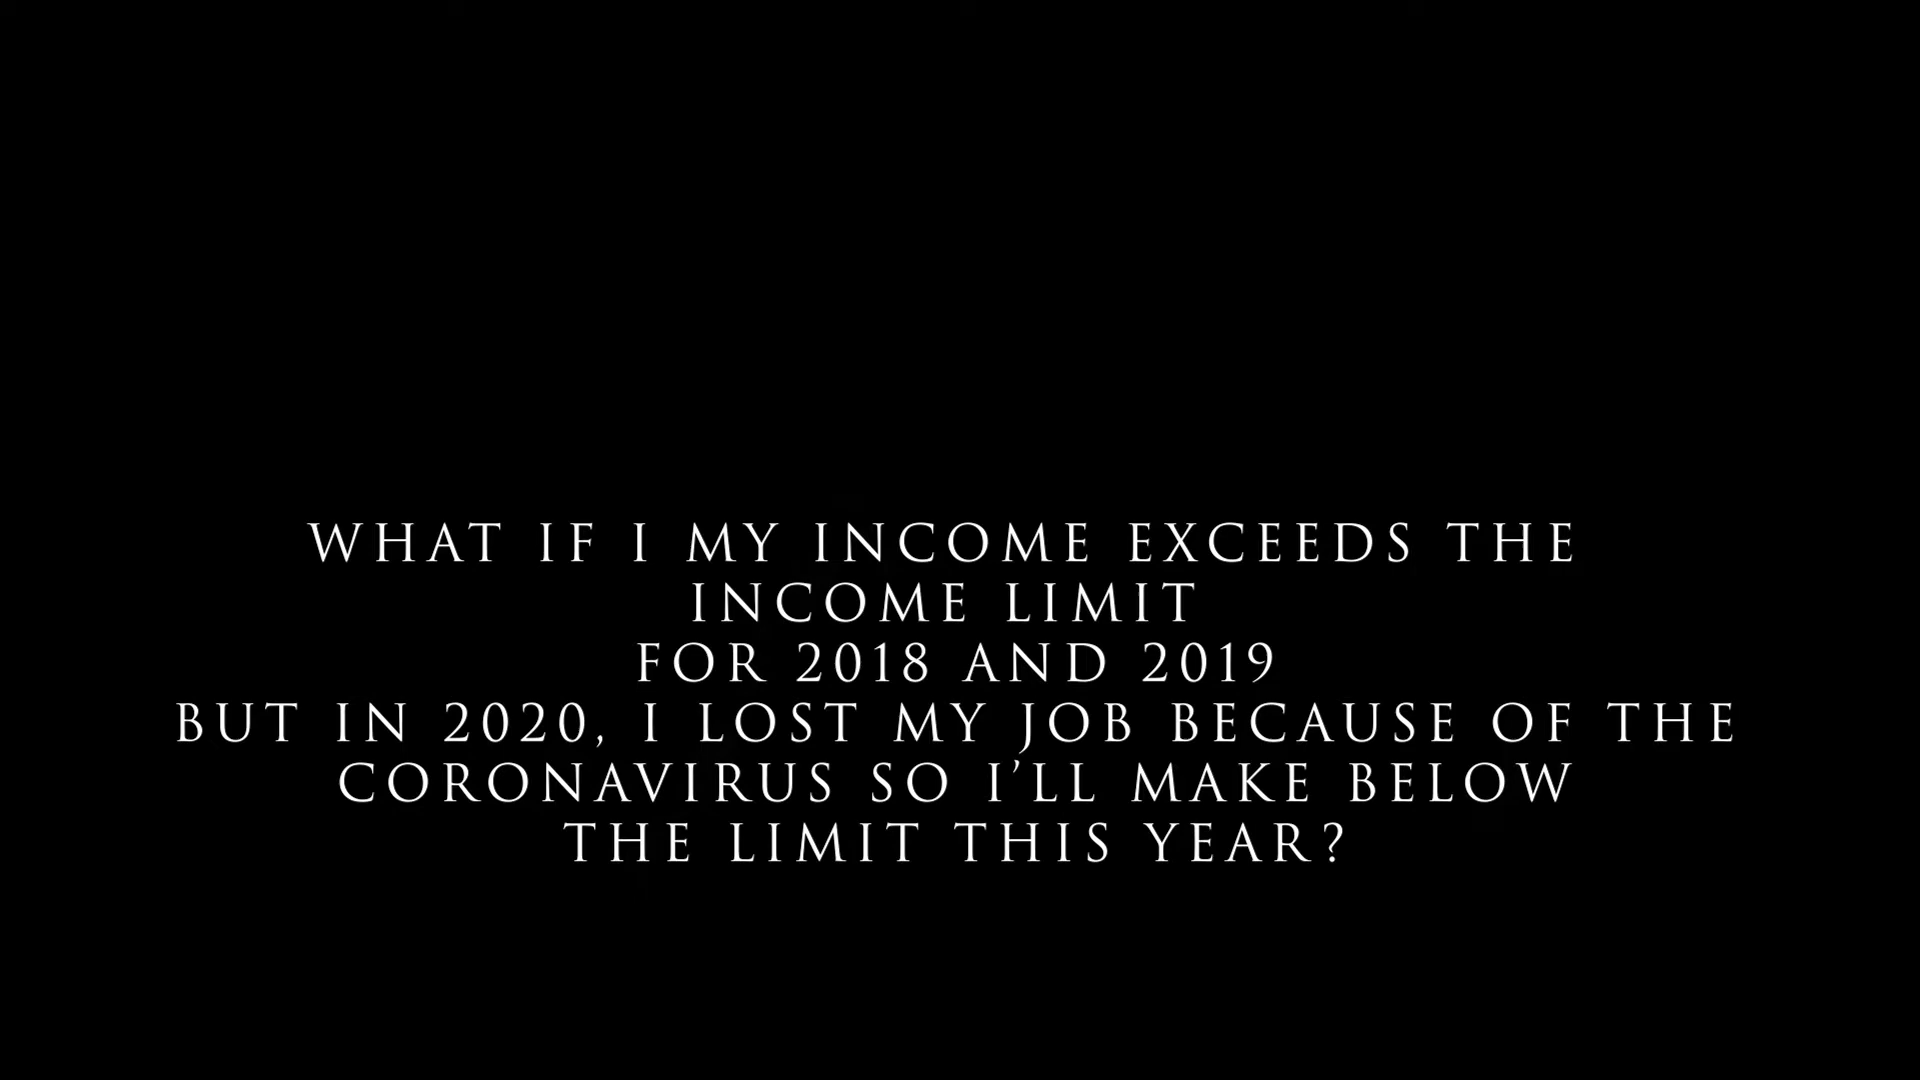 WHAT IF I MY INCOME EXCEEDS THE
INCOME LIMIT
FOR 2018 AND 2019
BUT IN 2020, I LOST MY JOB BECAUSE OF THE
CORONAVIRUS SO I’LL MAKE BELOW
THE LIMIT THIS YEAR?